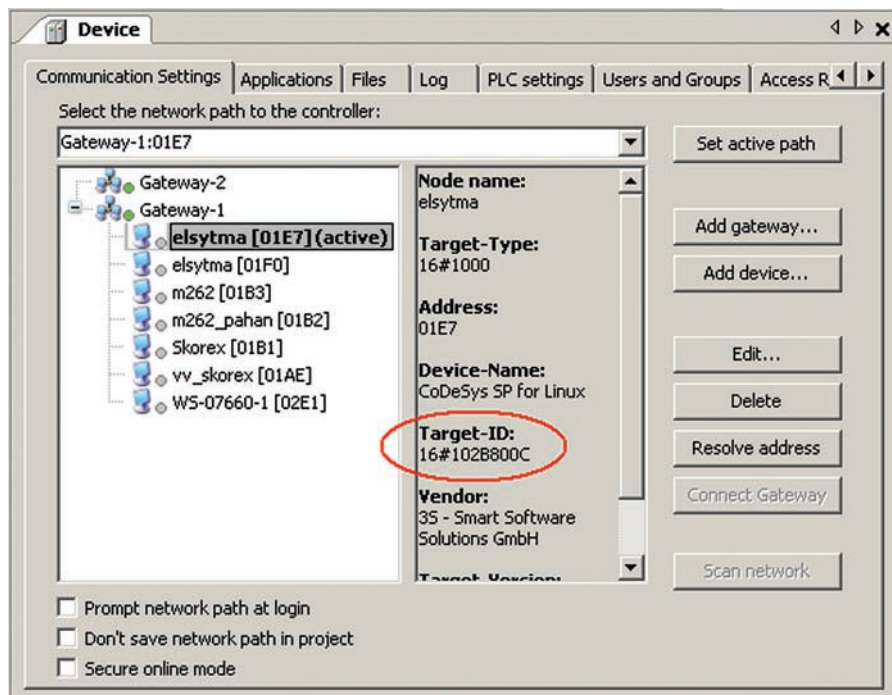 Device
Communication Settings Applications Files Log PLC settings Users and Groups Access R
Select the network path to the controller:
Gateway-1:01E7
Set active path
Gateway-2
Gateway-1
elsytma [01E7] (active)
elsytma [01F0]
m262 [01B3]
m262_pahan [01B2]
Skorex [01B1]
vv_skorex [01AE]
WS-07660-1 [02E1]
Node name:
elsytma
Target-Type:
16#1000
Address:
01E7
Device-Name:
CoDeSys SP for Linux
Target-ID:
16#102B800C
Vendor:
3S - Smart Software
Solutions GmbH
Target-Version:
Add gateway...
Add device...
Edit...
Delete
Resolve address
Connect Gateway
Scan network
Prompt network path at login
Don't save network path in project
Secure online mode